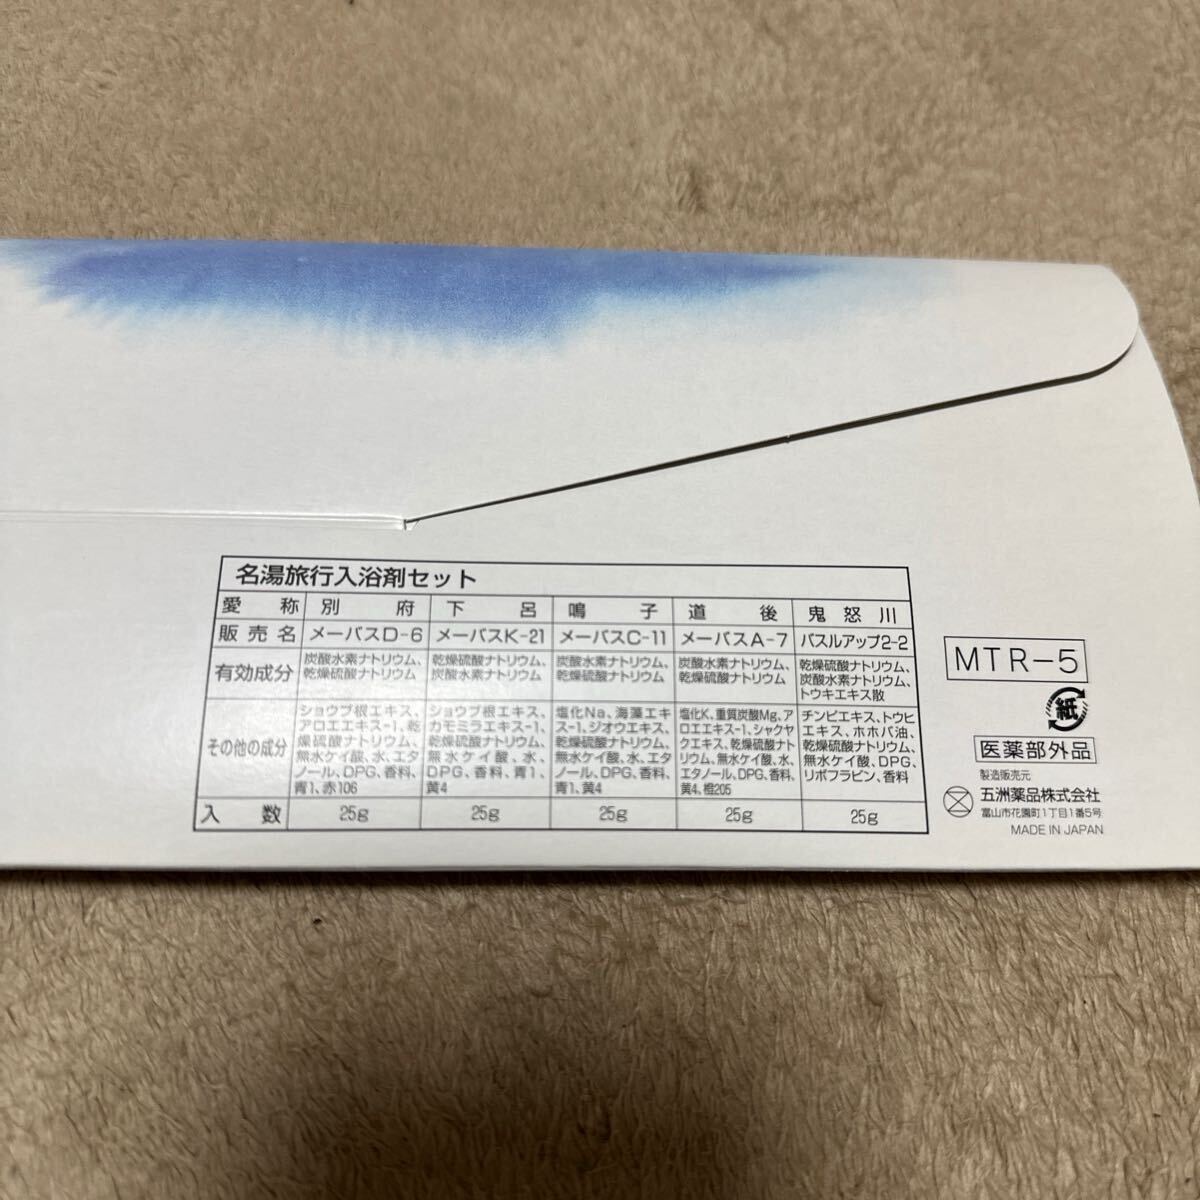 名湯旅行入浴剤セット
愛称 別府 下呂 鳴子 道後 鬼怒川
販売名 メーバスD-6 メーバスK-21 メーバスC-11 メーバスA-7 バスルアップ2-2
有効成分
炭酸水素ナトリウム、
乾燥硫酸ナトリウム
乾燥硫酸ナトリウム、
炭酸水素ナトリウム
炭酸水素ナトリウム、
乾燥硫酸ナトリウム
炭酸水素ナトリウム、
乾燥硫酸ナトリウム
乾燥硫酸ナトリウム、
炭酸水素ナトリウム、
トウキエキス散
その他の成分
ショウブ根エキス、
アロエエキス-1、乾
燥硫酸ナトリウム、
無水ケイ酸、水、エタ
ノール、DPG、香料、
青1、赤106
ショウブ根エキス、
カモミラエキス-1、
乾燥硫酸ナトリウム、
無水ケイ酸、水、
DPG、香料、青1、
黄4
塩化Na、海藻エキ
ス-1、ジオウエキス、
乾燥硫酸ナトリウム、
無水ケイ酸、水、エタ
ノール、DPG、香料、
青1、黄4
塩化K、重質炭酸Mg、ア
ロエエキス-1、シャクヤ
クエキス、乾燥硫酸ナト
リウム、無水ケイ酸、水、
エタノール、DPG、香料、
黄4、橙205
チンピエキス、トウヒ
エキス、ホホバ油、
乾燥硫酸ナトリウム、
無水ケイ酸、DPG、
リボフラビン、香料
入数 25g 25g 25g 25g 25g
MTR-5
紙
医薬部外品
製造販売元
五洲薬品株式会社
富山市花園町1丁目1番5号
MADE IN JAPAN